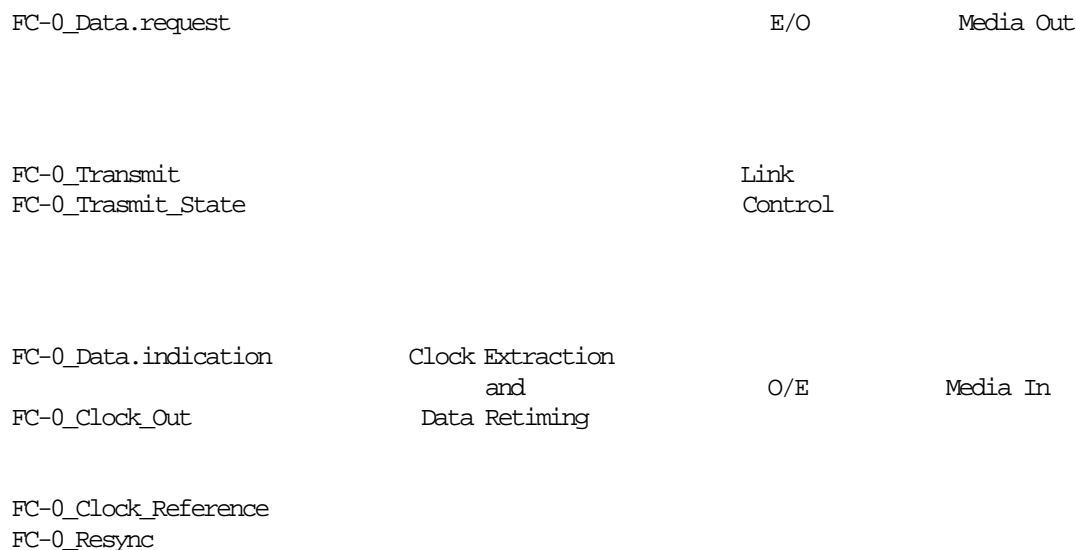 FC-0_Data.request E/O Media Out
FC-0_Transmit Link
FC-0_Trasmit_State Control
FC-0_Data.indication Clock Extraction
and O/E Media In
FC-0_Clock_Out Data Retiming
FC-0_Clock_Reference
FC-0_Resync